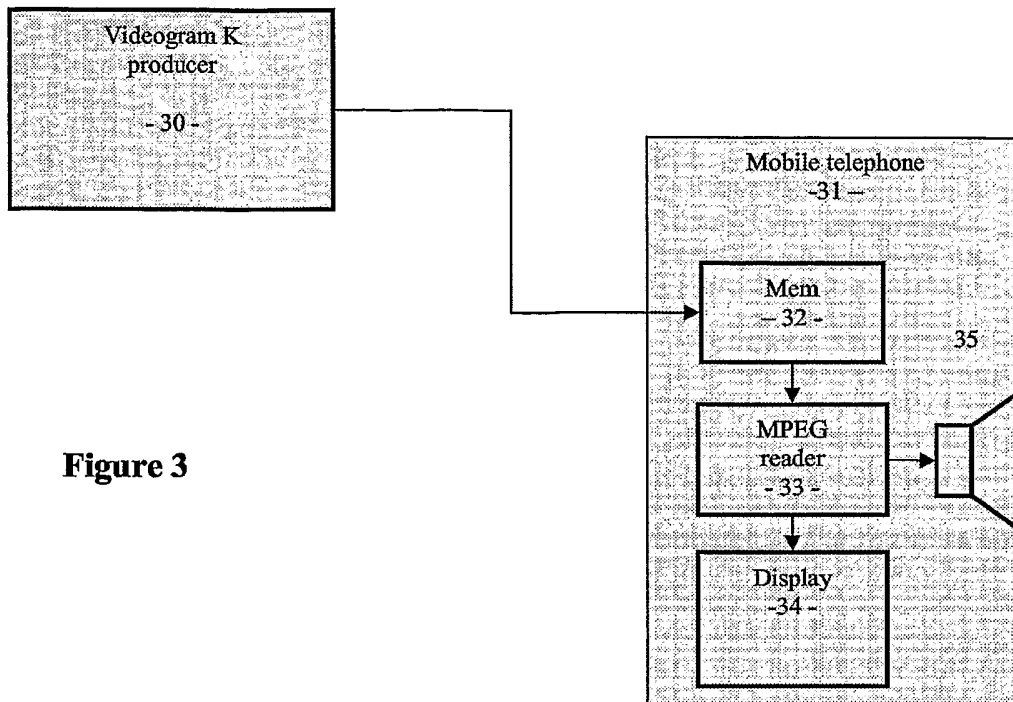 Videogram K
producer
- 30 -
Mobile telephone
-31 –
Mem
– 32 -
35
MPEG
reader
- 33 -
Figure 3
Display
-34 -